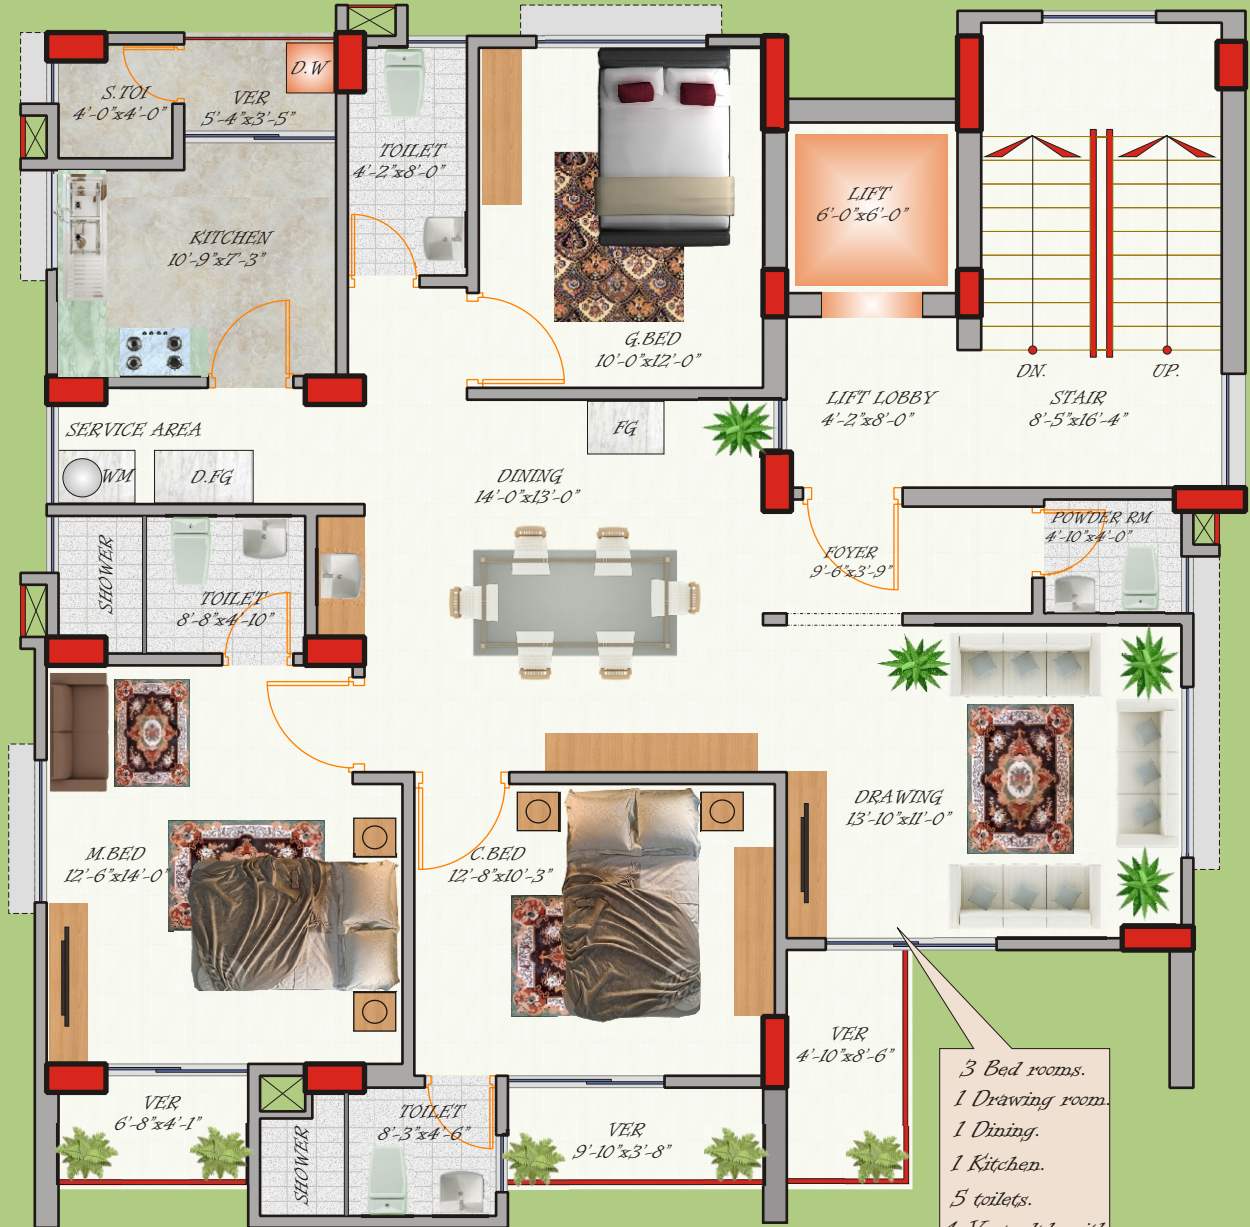 S.TOI
4'-0"x4'-0"
VER
5'-4"x3'-5"
D.W
TOILET
4'-2"x8'-0"
KITCHEN
10'-9"x7'-3"
G.BED
10'-0"x12'-0"
LIFT
6'-0"x6'-0"
DN.
UP.
LIFT LOBBY
4'-2"x8'-0"
STAIR
8'-5"x16'-4"
SERVICE AREA
WM
D.FG
FG
DINING
14'-0"x13'-0"
FOYER
9'-6"x3'-9"
POWDER RM
4'-10"x4'-0"
SHOWER
TOILET
8'-8"x4'-10"
DRAWING
13'-10"x11'-0"
M.BED
12'-6"x14'-0"
C.BED
12'-8"x10'-3"
VER
4'-10"x8'-6"
VER
6'-8"x4'-1"
SHOWER
TOILET
8'-3"x4'-6"
VER
9'-10"x3'-8"
3 Bed rooms.
1 Drawing room.
1 Dining.
1 Kitchen.
5 toilets.